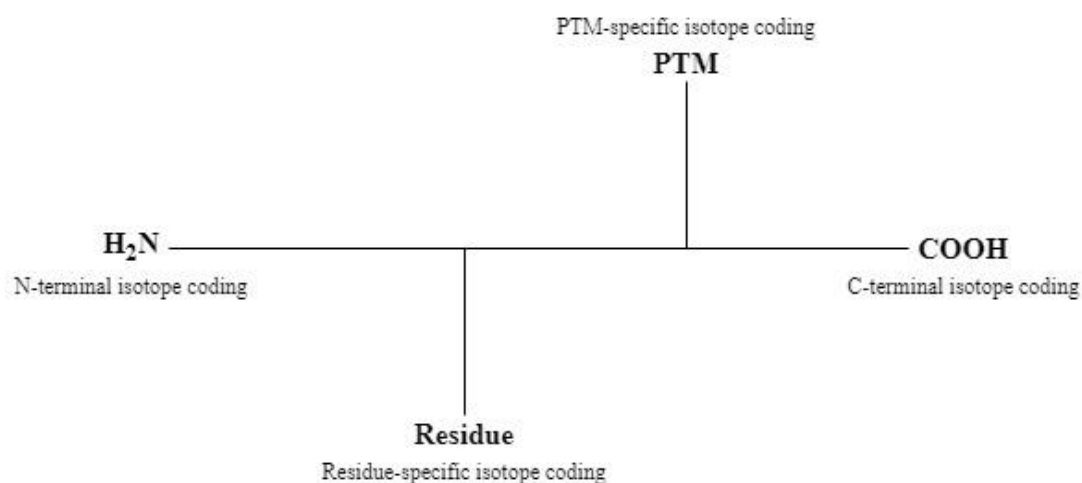 PTM-specific isotope coding
PTM
H₂N
COOH
N-terminal isotope coding
C-terminal isotope coding
Residue
Residue-specific isotope coding